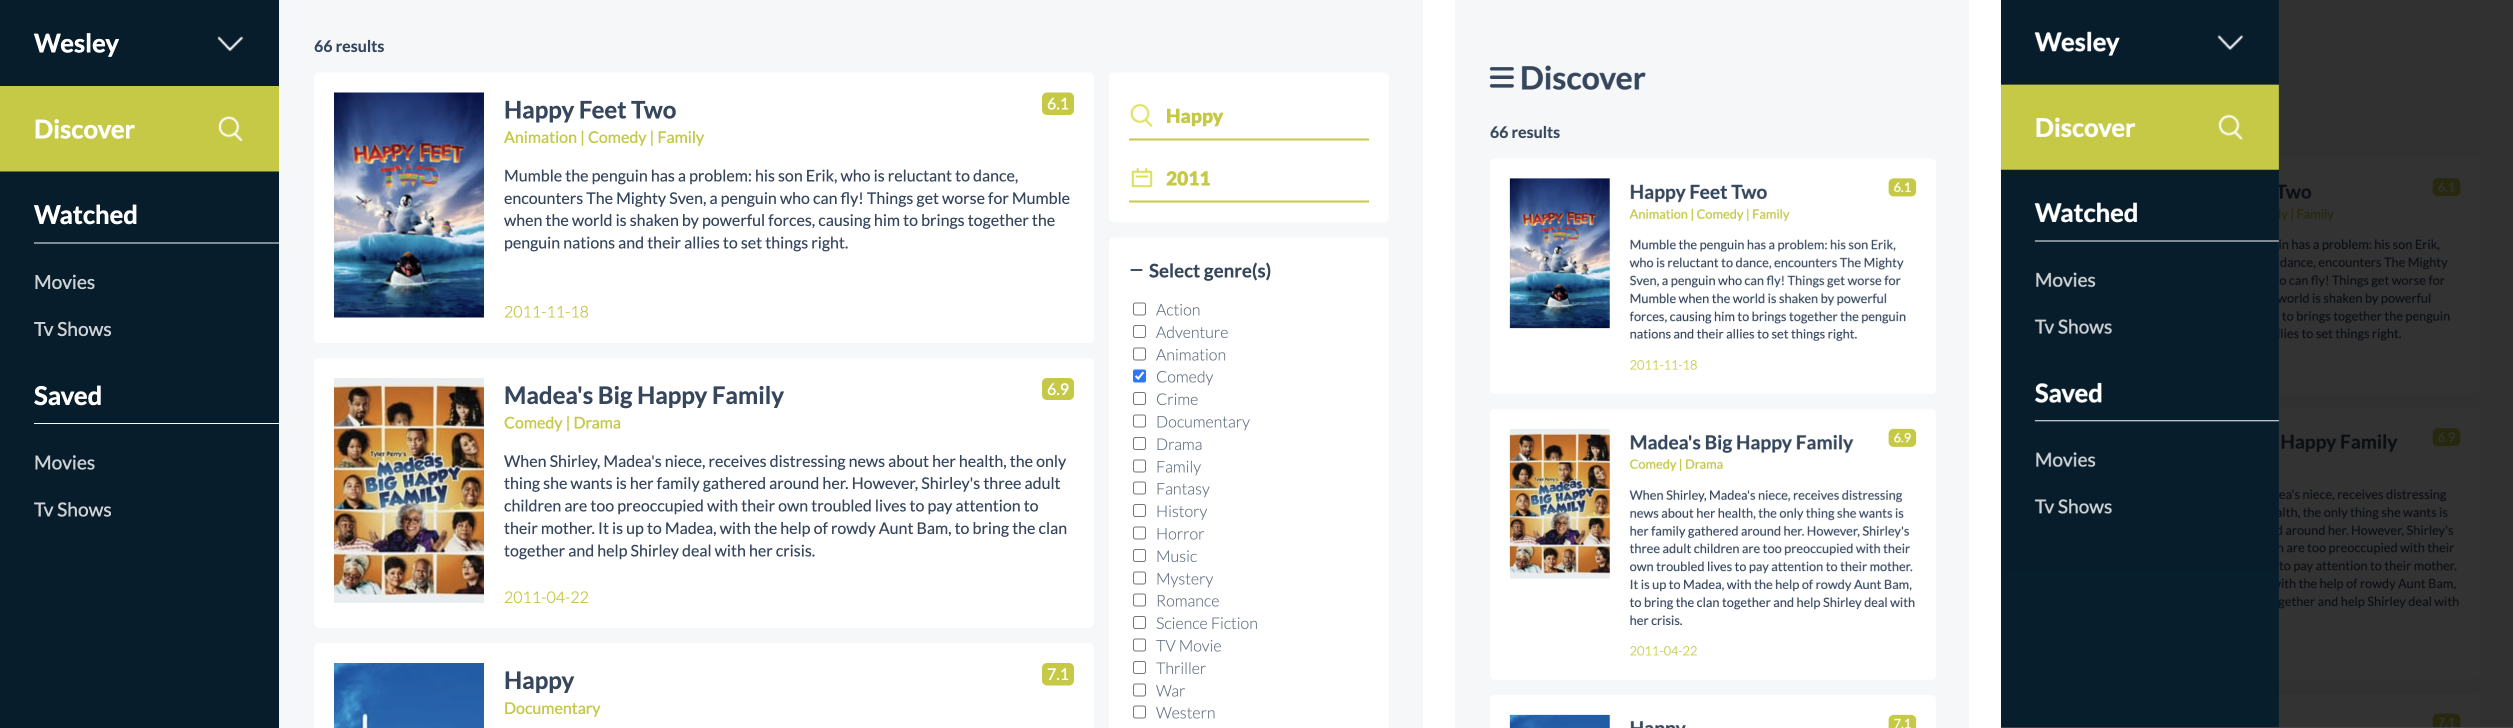 Wesley
Discover
Watched
Movies
Tv Shows
Saved
Movies
Tv Shows
66 results
HAPPY FEET
TWO
Happy Feet Two
6.1
Animation | Comedy | Family
Mumble the penguin has a problem: his son Erik, who is reluctant to dance,
encounters The Mighty Sven, a penguin who can fly! Things get worse for Mumble
when the world is shaken by powerful forces, causing him to brings together the
penguin nations and their allies to set things right.
2011-11-18
Tyler Perry's
Madea's
BIG HAPPY
FAMILY
Madea's Big Happy Family
6.9
Comedy | Drama
When Shirley, Madea's niece, receives distressing news about her health, the only
thing she wants is her family gathered around her. However, Shirley's three adult
children are too preoccupied with their own troubled lives to pay attention to
their mother. It is up to Madea, with the help of rowdy Aunt Bam, to bring the clan
together and help Shirley deal with her crisis.
2011-04-22
Happy
7.1
Documentary
Happy
2011
Select genre(s)
Action
Adventure
Animation
Comedy
Crime
Documentary
Drama
Family
Fantasy
History
Horror
Music
Mystery
Romance
Science Fiction
TV Movie
Thriller
War
Western
Discover
66 results
HAPPY FEET
TWO
Happy Feet Two
6.1
Animation | Comedy | Family
Mumble the penguin has a problem: his son Erik,
who is reluctant to dance, encounters The Mighty
Sven, a penguin who can fly! Things get worse for
Mumble when the world is shaken by powerful
forces, causing him to brings together the penguin
nations and their allies to set things right.
2011-11-18
Madea's
BIG HAPPY
FAMILY
Madea's Big Happy Family
6.9
Comedy | Drama
When Shirley, Madea's niece, receives distressing
news about her health, the only thing she wants is
her family gathered around her. However, Shirley's
three adult children are too preoccupied with their
own troubled lives to pay attention to their mother.
It is up to Madea, with the help of rowdy Aunt Bam,
to bring the clan together and help Shirley deal with
her crisis.
2011-04-22
Happy
7.1
Wesley
Discover
Watched
Movies
Tv Shows
Saved
Movies
Tv Shows
Two
6.1
| Family
has a problem: his son Erik,
dance, encounters The Mighty
can fly! Things get worse for
world is shaken by powerful
to brings together the penguin
allies to set things right.
Happy Family
6.9
niece, receives distressing
health, the only thing she wants is
around her. However, Shirley's
are too preoccupied with their
to pay attention to their mother.
with the help of rowdy Aunt Bam,
together and help Shirley deal with
7.1